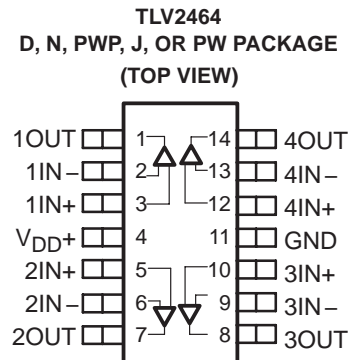 TLV2464
D, N, PWP, J, OR PW PACKAGE
(TOP VIEW)
1OUT 1 14 4OUT
1IN− 2 13 4IN−
1IN+ 3 12 4IN+
VDD+ 4 11 GND
2IN+ 5 10 3IN+
2IN− 6 9 3IN−
2OUT 7 8 3OUT